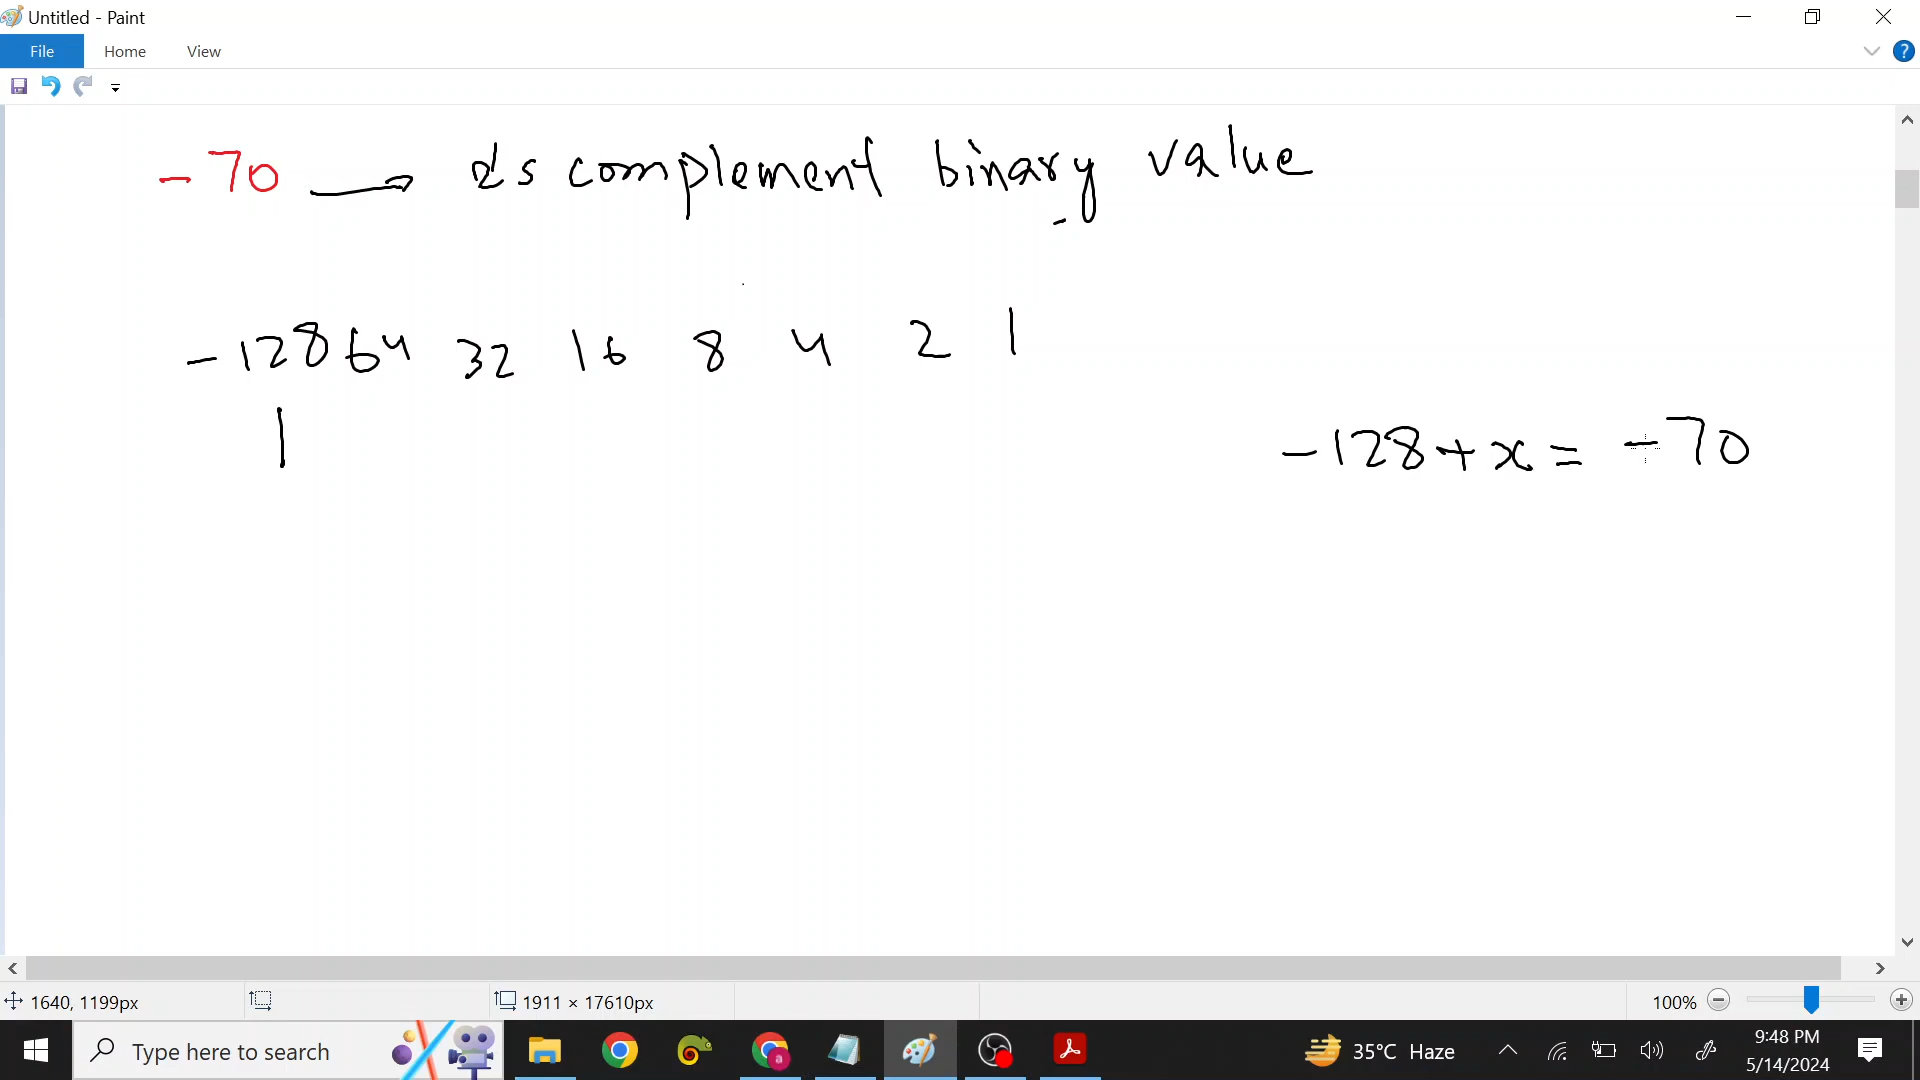 Untitled - Paint
File Home View
-70 → 2s complement binary value
-128 64 32 16 8 4 2 1
1
-128+x = -70
1640, 1199px
1911 × 17610px
100%
Type here to search
35°C Haze
9:48 PM
5/14/2024